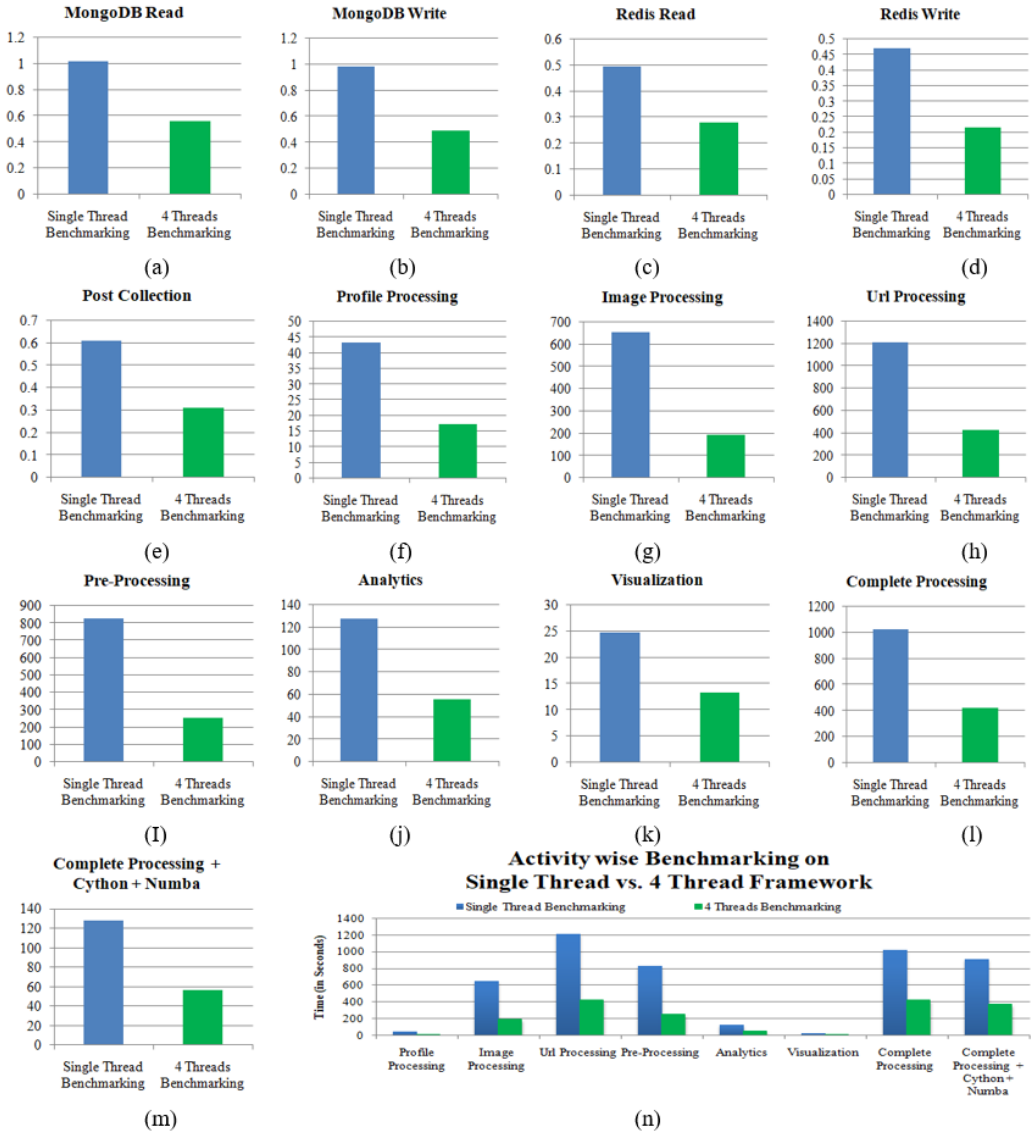 MongoDB Read
1.2
1
0.8
0.6
0.4
0.2
0
Single Thread
Benchmarking
4 Threads
Benchmarking
(a)
MongoDB Write
1.2
1
0.8
0.6
0.4
0.2
0
Single Thread
Benchmarking
4 Threads
Benchmarking
(b)
Redis Read
0.6
0.5
0.4
0.3
0.2
0.1
0
Single Thread
Benchmarking
4 Threads
Benchmarking
(c)
Redis Write
0.5
0.45
0.4
0.35
0.3
0.25
0.2
0.15
0.1
0.05
0
Single Thread
Benchmarking
4 Threads
Benchmarking
(d)
Post Collection
0.7
0.6
0.5
0.4
0.3
0.2
0.1
0
Single Thread
Benchmarking
4 Threads
Benchmarking
(e)
Profile Processing
50
45
40
35
30
25
20
15
10
5
0
Single Thread
Benchmarking
4 Threads
Benchmarking
(f)
Image Processing
700
600
500
400
300
200
100
0
Single Thread
Benchmarking
4 Threads
Benchmarking
(g)
Url Processing
1400
1200
1000
800
600
400
200
0
Single Thread
Benchmarking
4 Threads
Benchmarking
(h)
Pre-Processing
900
800
700
600
500
400
300
200
100
0
Single Thread
Benchmarking
4 Threads
Benchmarking
(I)
Analytics
140
120
100
80
60
40
20
0
Single Thread
Benchmarking
4 Threads
Benchmarking
(j)
Visualization
30
25
20
15
10
5
0
Single Thread
Benchmarking
4 Threads
Benchmarking
(k)
Complete Processing
1200
1000
800
600
400
200
0
Single Thread
Benchmarking
4 Threads
Benchmarking
(l)
Complete Processing +
Cython + Numba
140
120
100
80
60
40
20
0
Single Thread
Benchmarking
4 Threads
Benchmarking
(m)
Activity wise Benchmarking on
Single Thread vs. 4 Thread Framework
Single Thread Benchmarking
4 Threads Benchmarking
Time (in Seconds)
1400
1200
1000
800
600
400
200
0
Profile
Processing
Image
Processing
Url Processing
Pre-Processing
Analytics
Visualization
Complete
Processing
Complete
Processing +
Cython +
Numba
(n)